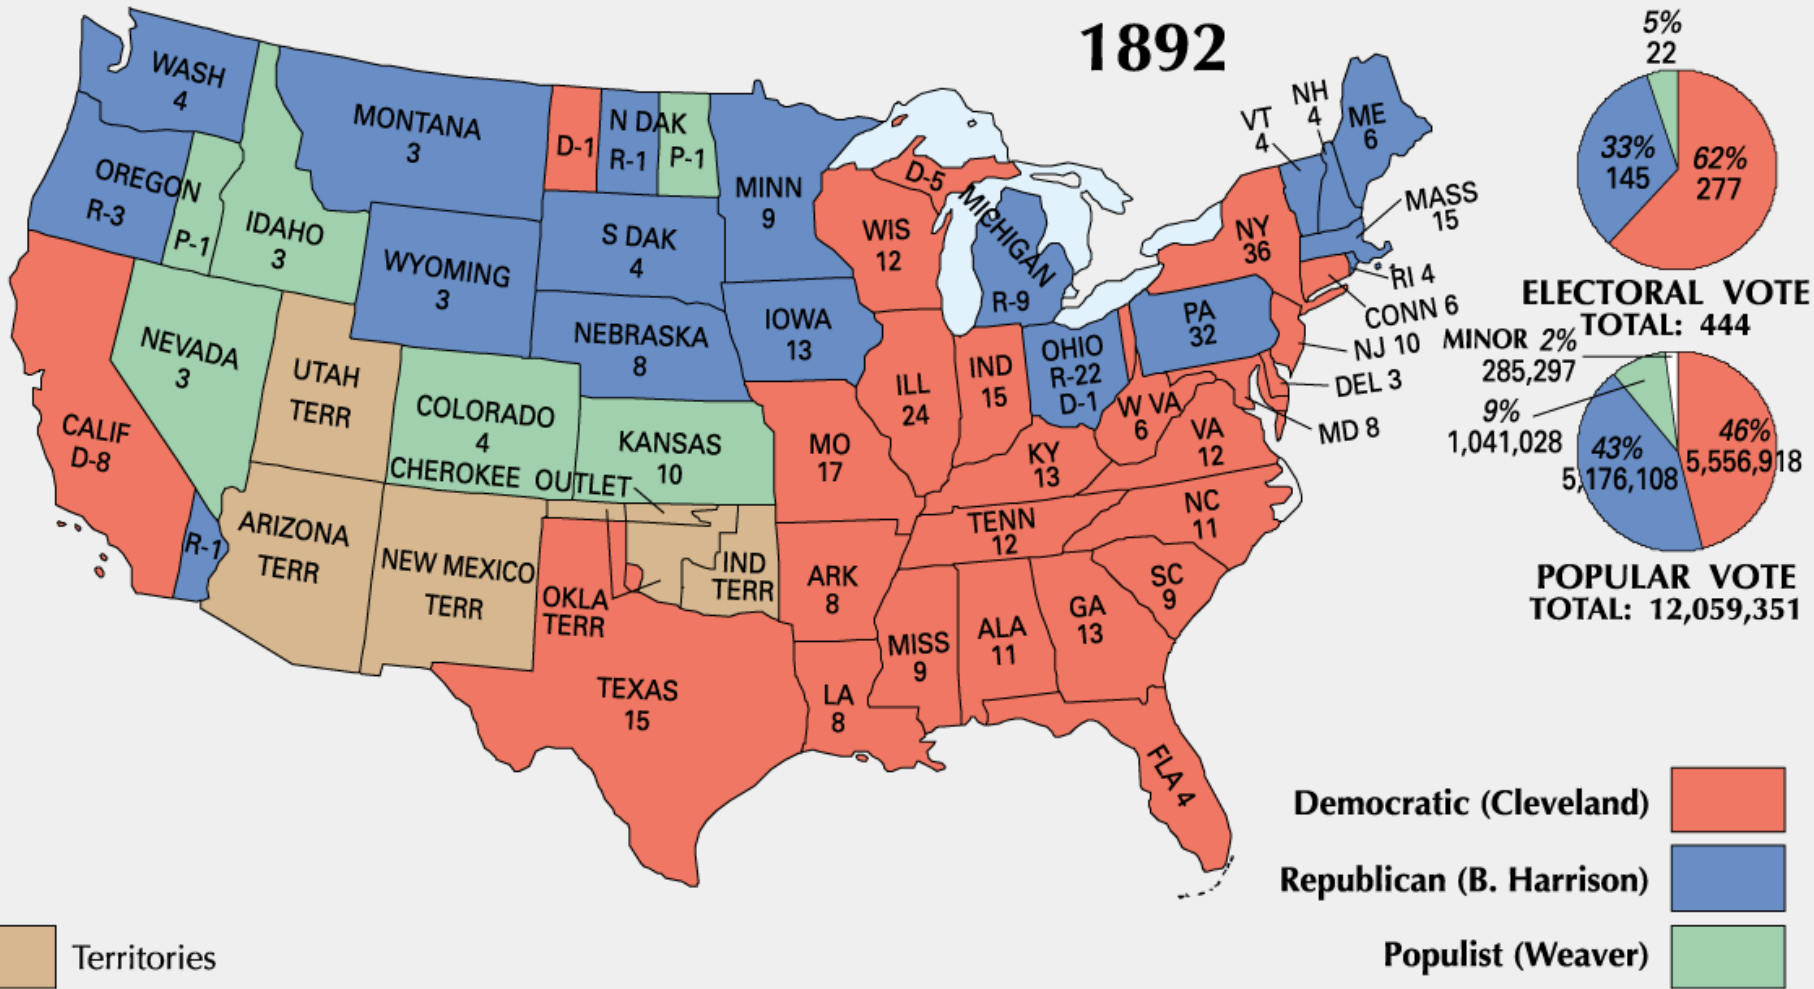 1892
WASH
4
OREGON
R-3
P-1
IDAHO
3
MONTANA
3
D-1
N DAK
R-1
P-1
MINN
9
S DAK
4
WYOMING
3
NEBRASKA
8
IOWA
13
WIS
12
D-5
MICHIGAN
R-9
NEVADA
3
UTAH
TERR
COLORADO
4
KANSAS
10
CHEROKEE OUTLET
CALIF
D-8
R-1
ARIZONA
TERR
NEW MEXICO
TERR
OKLA
TERR
IND
TERR
TEXAS
15
MO
17
ARK
8
LA
8
ILL
24
IND
15
OHIO
R-22
D-1
KY
13
TENN
12
MISS
9
ALA
11
GA
13
FLA 4
SC
9
NC
11
VA
12
W VA
6
PA
32
NY
36
VT
4
NH
4
ME
6
MASS
15
RI 4
CONN 6
NJ 10
DEL 3
MD 8
5%
22
33%
145
62%
277
ELECTORAL VOTE
TOTAL: 444
MINOR 2%
285,297
9%
1,041,028
43%
5,176,108
46%
5,556,918
POPULAR VOTE
TOTAL: 12,059,351
Democratic (Cleveland)
Republican (B. Harrison)
Populist (Weaver)
Territories